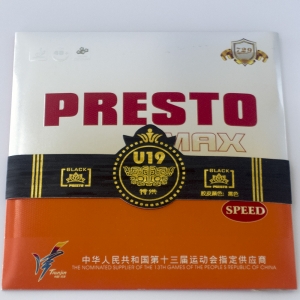 729
PRESTO
MAX
U19
BLACK
PRESTO
BLACK
SPEED
中华人民共和国第十三届运动会指定供应商
THE NOMINATED SUPPLIER OF THE 13TH GAMES OF THE PEOPLE'S REPUBLIC OF CHINA